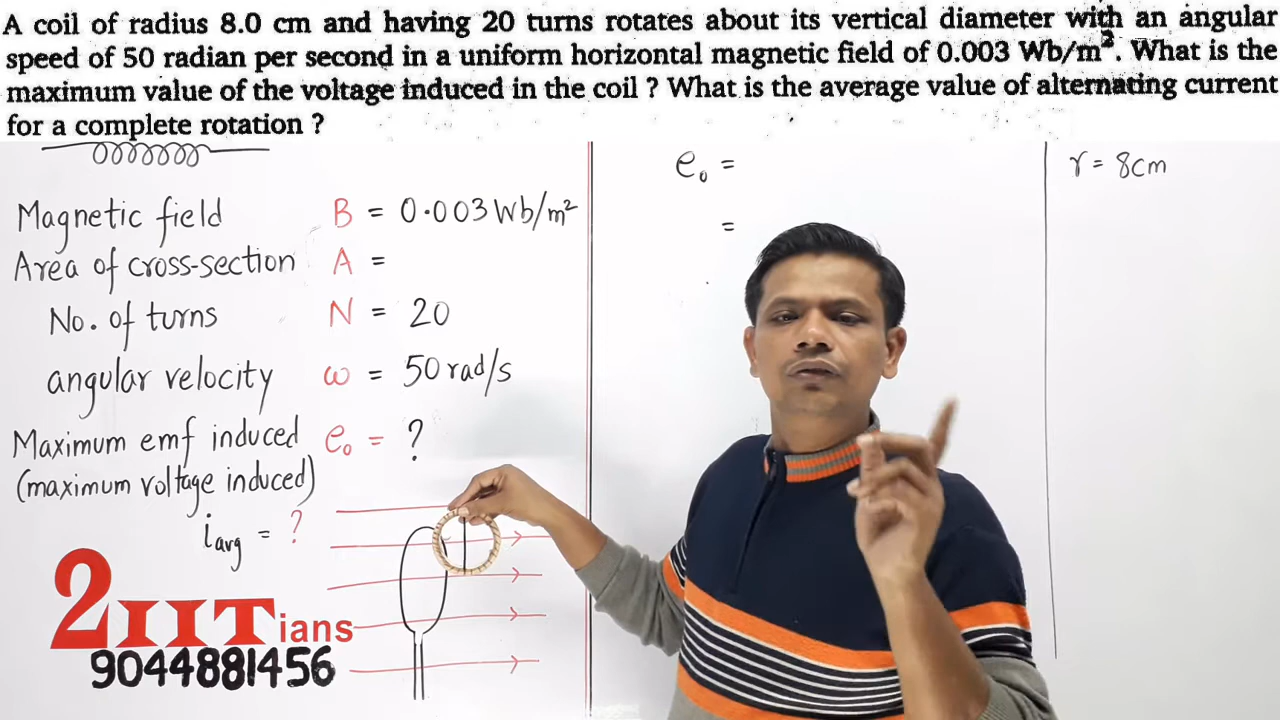 A coil of radius 8.0 cm and having 20 turns rotates about its vertical diameter with an angular
speed of 50 radian per second in a uniform horizontal magnetic field of 0.003 Wb/m². What is the
maximum value of the voltage induced in the coil ? What is the average value of alternating current
for a complete rotation ?
Magnetic field B = 0.003 Wb/m²
Area of cross-section A =
No. of turns N = 20
angular velocity ω = 50 rad/s
Maximum emf induced e₀ = ?
(maximum voltage induced)
i_avg = ?
2IITians
9044881456
e₀ =
=
r = 8cm